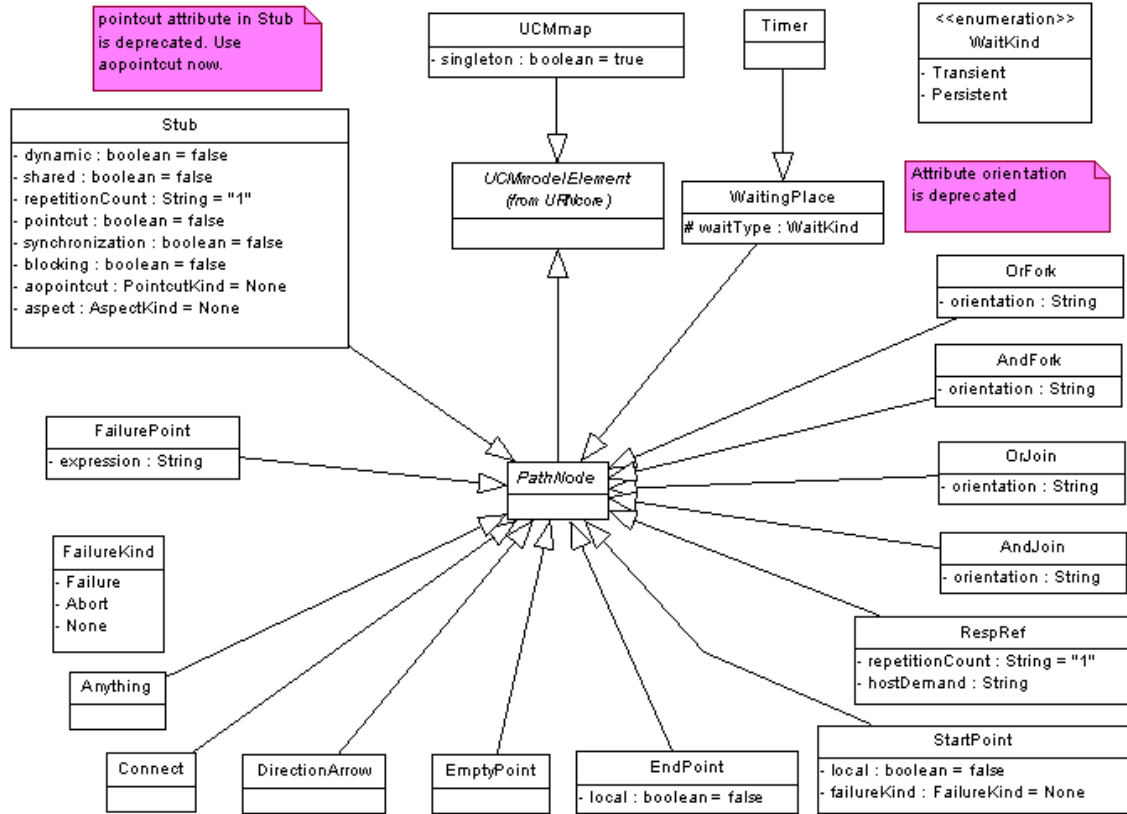 pointcut attribute in Stub
is deprecated. Use
aopointcut now.
UCMmap
- singleton : boolean = true
Timer
<<enumeration>>
WaitKind
- Transient
- Persistent
Stub
- dynamic : boolean = false
- shared : boolean = false
- repetitionCount : String = "1"
- pointcut : boolean = false
- synchronization : boolean = false
- blocking : boolean = false
- aopointcut : PointcutKind = None
- aspect : AspectKind = None
UCMmodelElement
(from URNcore)
WaitingPlace
# waitType : WaitKind
Attribute orientation
is deprecated
OrFork
- orientation : String
AndFork
- orientation : String
FailurePoint
- expression : String
PathNode
OrJoin
- orientation : String
AndJoin
- orientation : String
FailureKind
- Failure
- Abort
- None
RespRef
- repetitionCount : String = "1"
- hostDemand : String
Anything
Connect
DirectionArrow
EmptyPoint
EndPoint
- local : boolean = false
StartPoint
- local : boolean = false
- failureKind : FailureKind = None